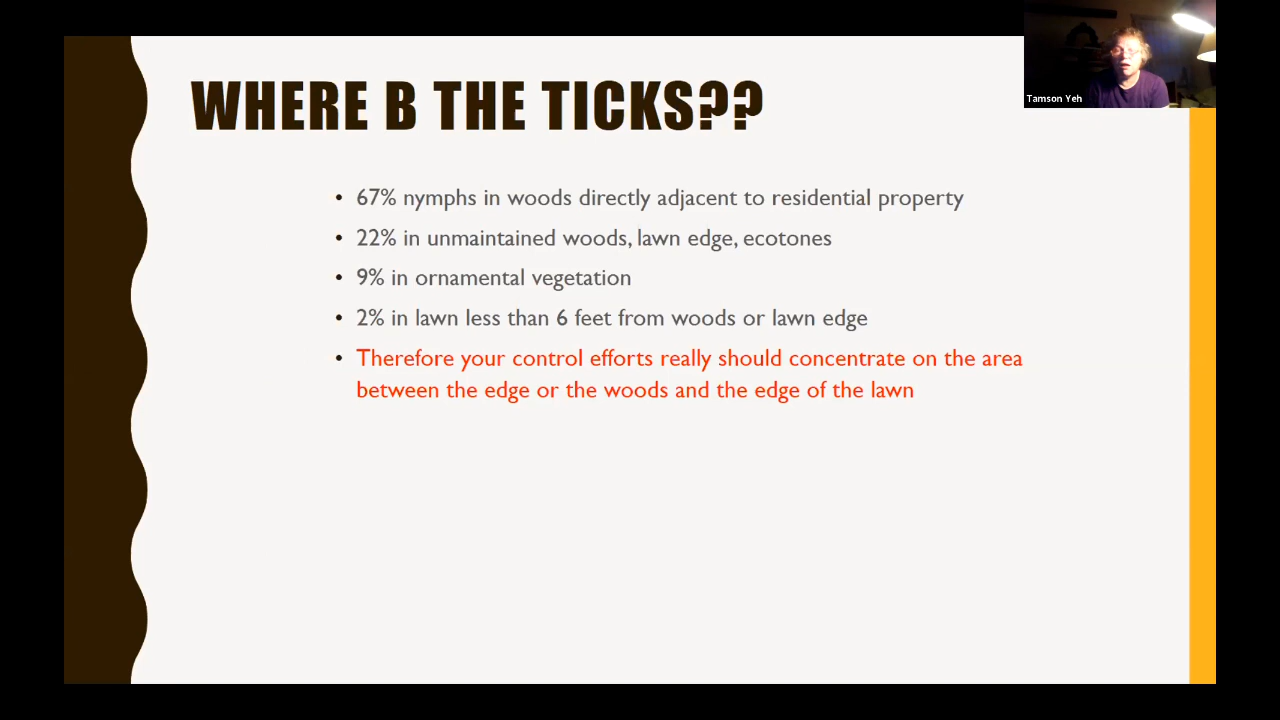 WHERE B THE TICKS??
Tamson Yeh
• 67% nymphs in woods directly adjacent to residential property
• 22% in unmaintained woods, lawn edge, ecotones
• 9% in ornamental vegetation
• 2% in lawn less than 6 feet from woods or lawn edge
• Therefore your control efforts really should concentrate on the area
between the edge or the woods and the edge of the lawn